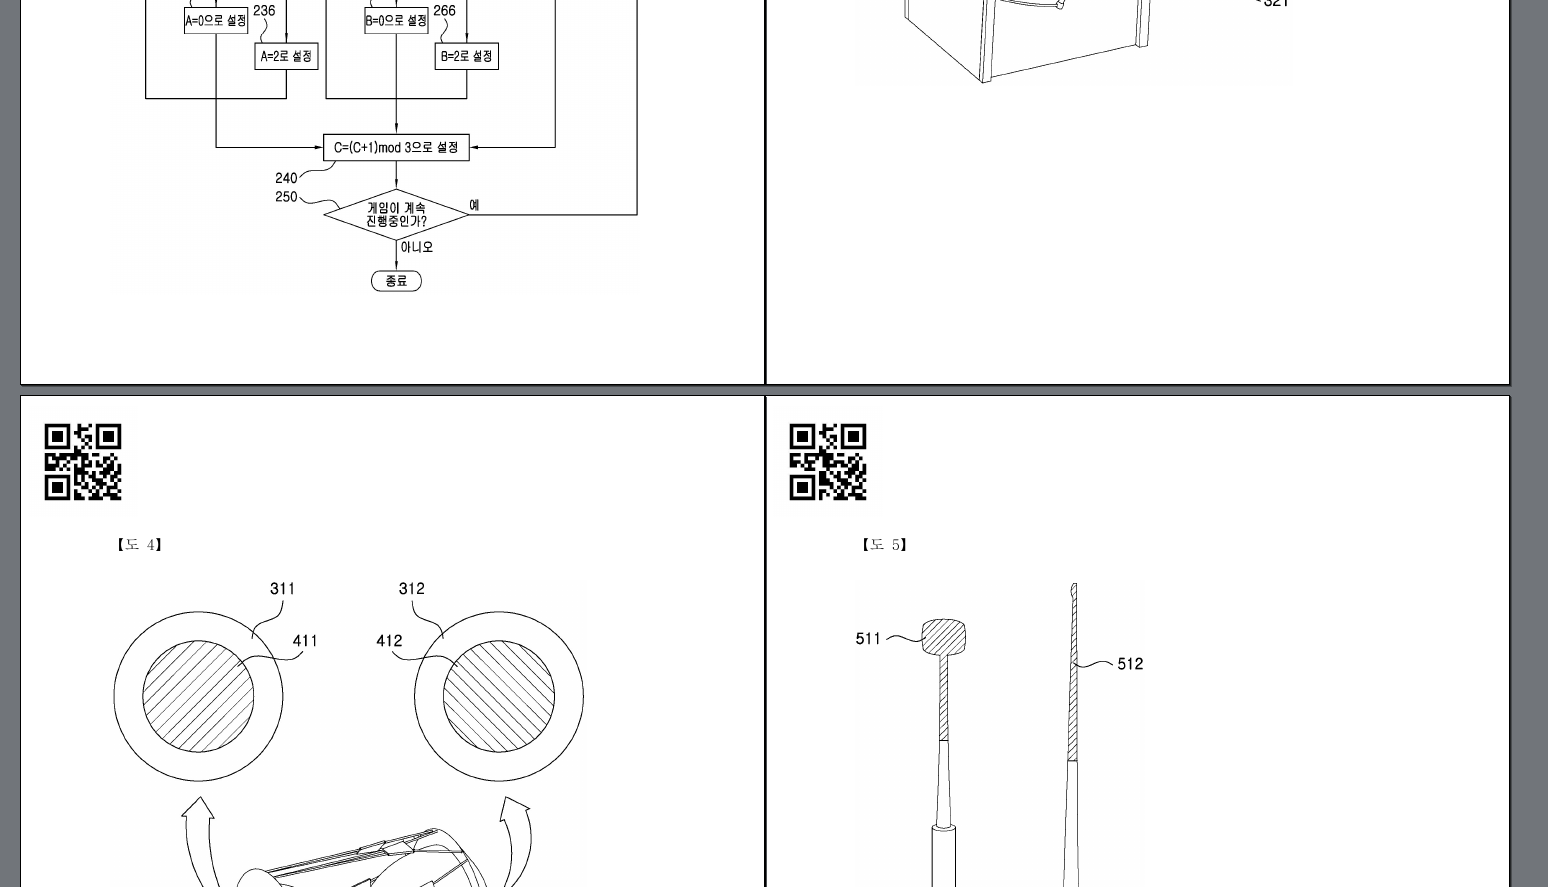 A=0으로 설정
236
A=2로 설정
B=0으로 설정
266
B=2로 설정
C=(C+1)mod 3으로 설정
240
250
게임이 계속
진행중인가?
예
아니오
종료
321
【도 4】
311
411
312
412
【도 5】
511
512